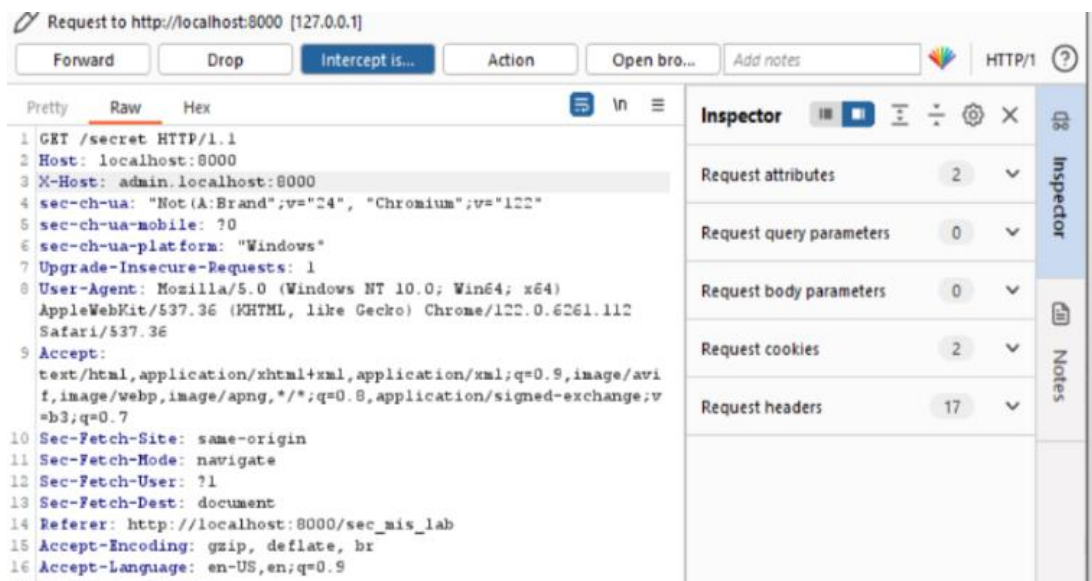 Request to http://localhost:8000 [127.0.0.1]
Forward Drop Intercept is... Action Open bro... Add notes HTTP/1 ?
Pretty Raw Hex \n
Inspector
1 GET /secret HTTP/1.1
2 Host: localhost:8000
3 X-Host: admin.localhost:8000
4 sec-ch-ua: "Not(A:Brand";v="24", "Chromium";v="122"
5 sec-ch-ua-mobile: ?0
6 sec-ch-ua-platform: "Windows"
7 Upgrade-Insecure-Requests: 1
8 User-Agent: Mozilla/5.0 (Windows NT 10.0; Win64; x64)
AppleWebKit/537.36 (KHTML, like Gecko) Chrome/122.0.6261.112
Safari/537.36
9 Accept:
text/html,application/xhtml+xml,application/xml;q=0.9,image/avi
f,image/webp,image/apng,*/*;q=0.8,application/signed-exchange;v
=b3;q=0.7
10 Sec-Fetch-Site: same-origin
11 Sec-Fetch-Mode: navigate
12 Sec-Fetch-User: ?1
13 Sec-Fetch-Dest: document
14 Referer: http://localhost:8000/sec_mis_lab
15 Accept-Encoding: gzip, deflate, br
16 Accept-Language: en-US,en;q=0.9
Request attributes 2
Request query parameters 0
Request body parameters 0
Request cookies 2
Request headers 17
Inspector
Notes